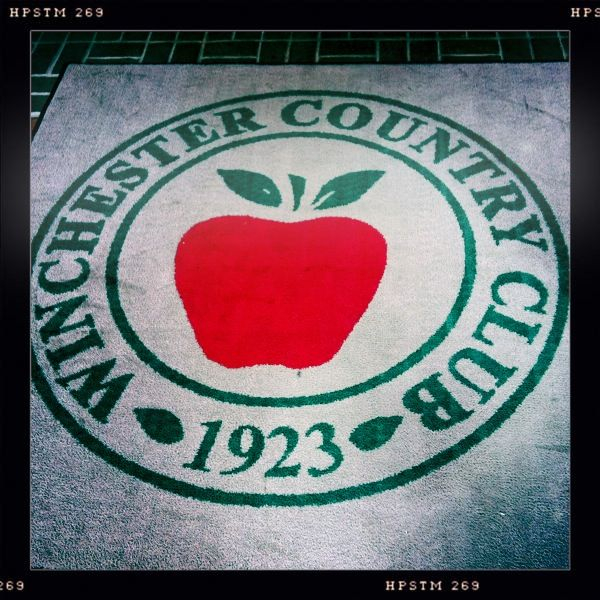 HPSTM 269
HPS
WINCHESTER COUNTRY CLUB
1923
269
HPSTM 269